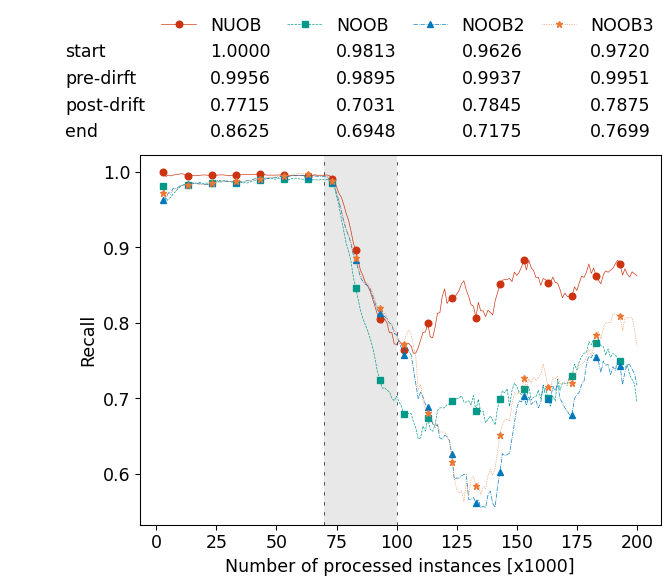 NUOB NOOB NOOB2 NOOB3
start 1.0000 0.9813 0.9626 0.9720
pre-dirft 0.9956 0.9895 0.9937 0.9951
post-drift 0.7715 0.7031 0.7845 0.7875
end 0.8625 0.6948 0.7175 0.7699
1.0
0.9
0.8
0.7
0.6
Recall
0 25 50 75 100 125 150 175 200
Number of processed instances [x1000]